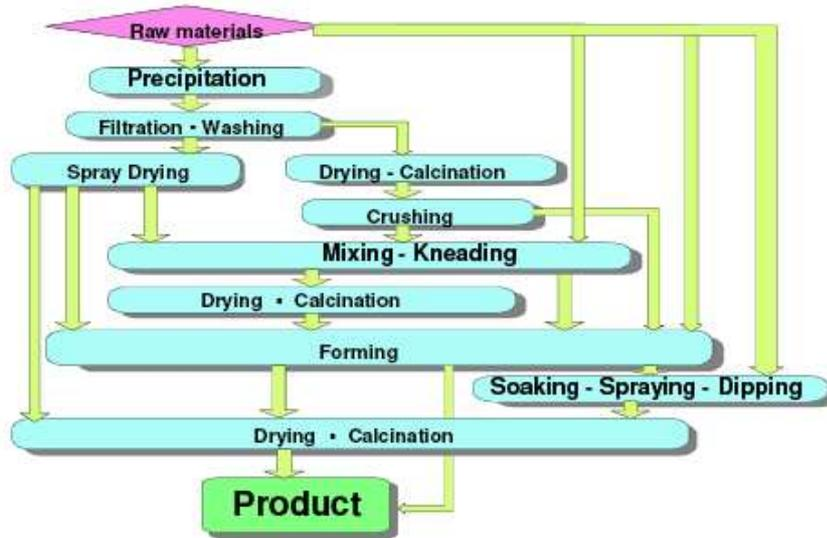 Raw materials
Precipitation
Filtration ▪ Washing
Spray Drying
Drying - Calcination
Crushing
Mixing - Kneading
Drying ▪ Calcination
Forming
Soaking - Spraying - Dipping
Drying ▪ Calcination
Product